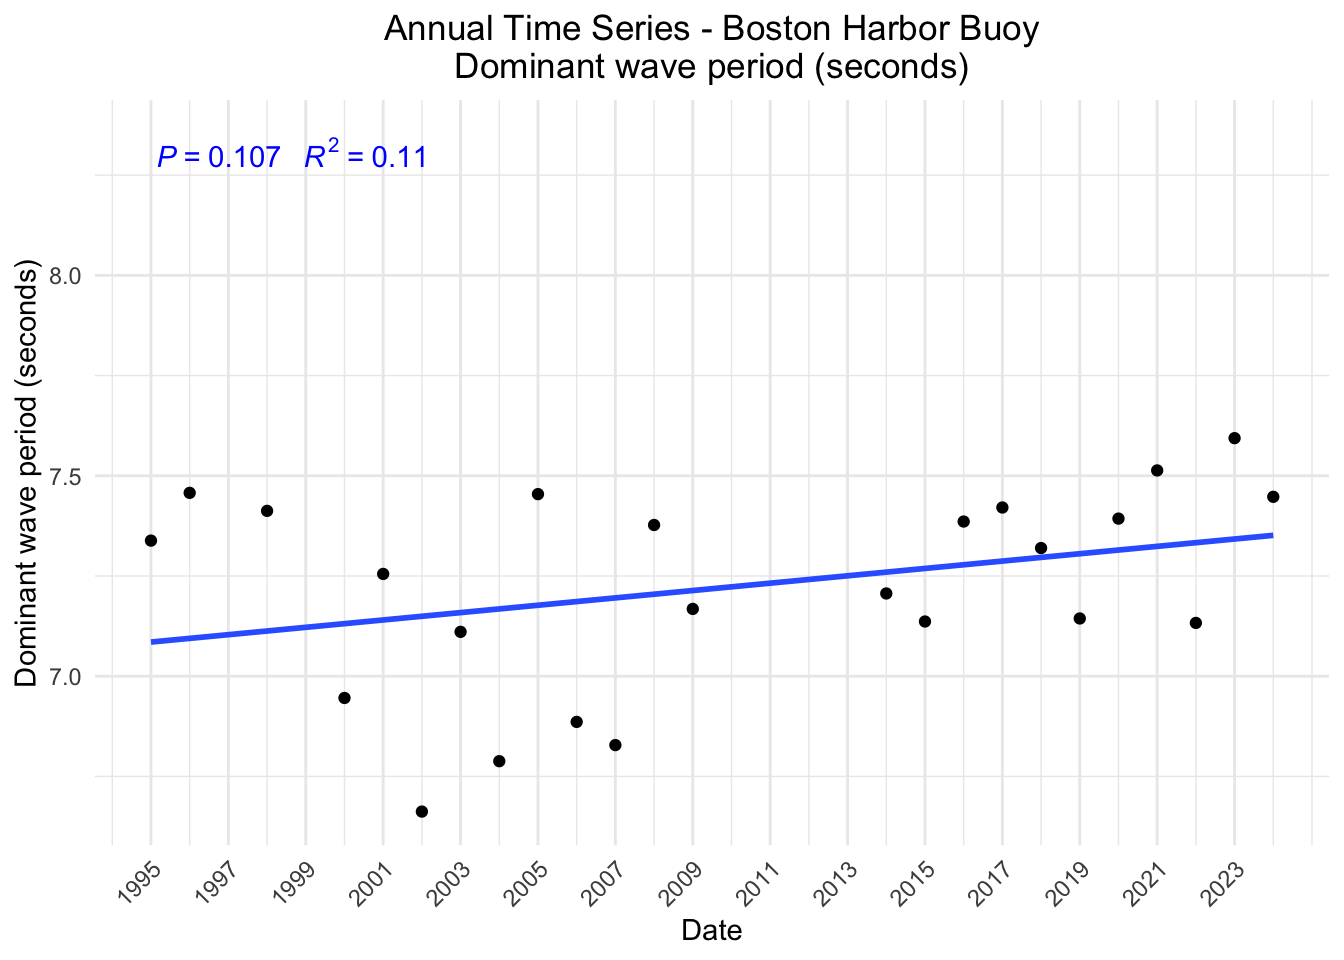 Annual Time Series - Boston Harbor Buoy
Dominant wave period (seconds)
P = 0.107 R² = 0.11
Dominant wave period (seconds)
8.0
7.5
7.0
1995 1997 1999 2001 2003 2005 2007 2009 2011 2013 2015 2017 2019 2021 2023
Date